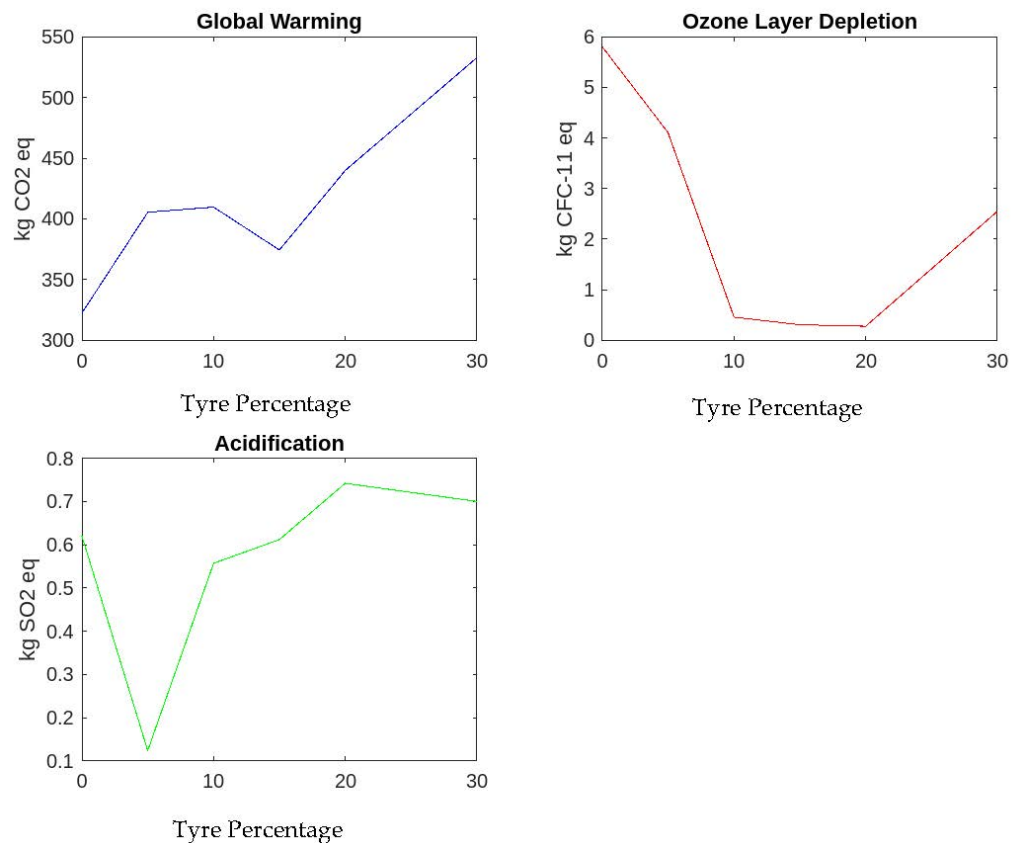 Global Warming
550
500
450
400
350
300
kg CO2 eq
0 10 20 30
Tyre Percentage
Ozone Layer Depletion
6
5
4
3
2
1
0
kg CFC-11 eq
0 10 20 30
Tyre Percentage
Acidification
0.8
0.7
0.6
0.5
0.4
0.3
0.2
0.1
kg SO2 eq
0 10 20 30
Tyre Percentage